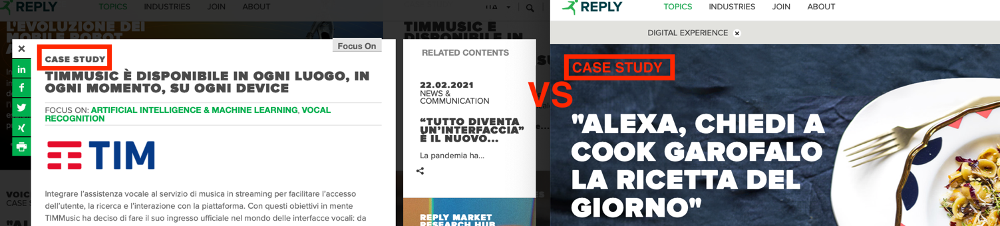 REPLY
TOPICS INDUSTRIES JOIN ABOUT
L'EVOLUZIONE DEI
MOBILE ROBOT
TIMMUSIC È
DISPONIBILE IN
Focus On
CASE STUDY
TIMMUSIC È DISPONIBILE IN OGNI LUOGO, IN
OGNI MOMENTO, SU OGNI DEVICE
FOCUS ON: ARTIFICIAL INTELLIGENCE & MACHINE LEARNING, VOCAL
RECOGNITION
TIM
Integrare l'assistenza vocale al servizio di musica in streaming per facilitare l'accesso
dell'utente, la ricerca e l'interazione con la piattaforma. Con questi obiettivi in mente
TIMMusic ha deciso di fare il suo ingresso ufficiale nel mondo delle interfacce vocali: da
RELATED CONTENTS
22.02.2021
NEWS &
COMMUNICATION
“TUTTO DIVENTA
UN’INTERFACCIA”
È IL NUOVO...
La pandemia ha...
REPLY MARKET
RESEARCH HUB
VS
REPLY
TOPICS INDUSTRIES JOIN ABOUT
DIGITAL EXPERIENCE
CASE STUDY
"ALEXA, CHIEDI A
COOK GAROFALO
LA RICETTA DEL
GIORNO"